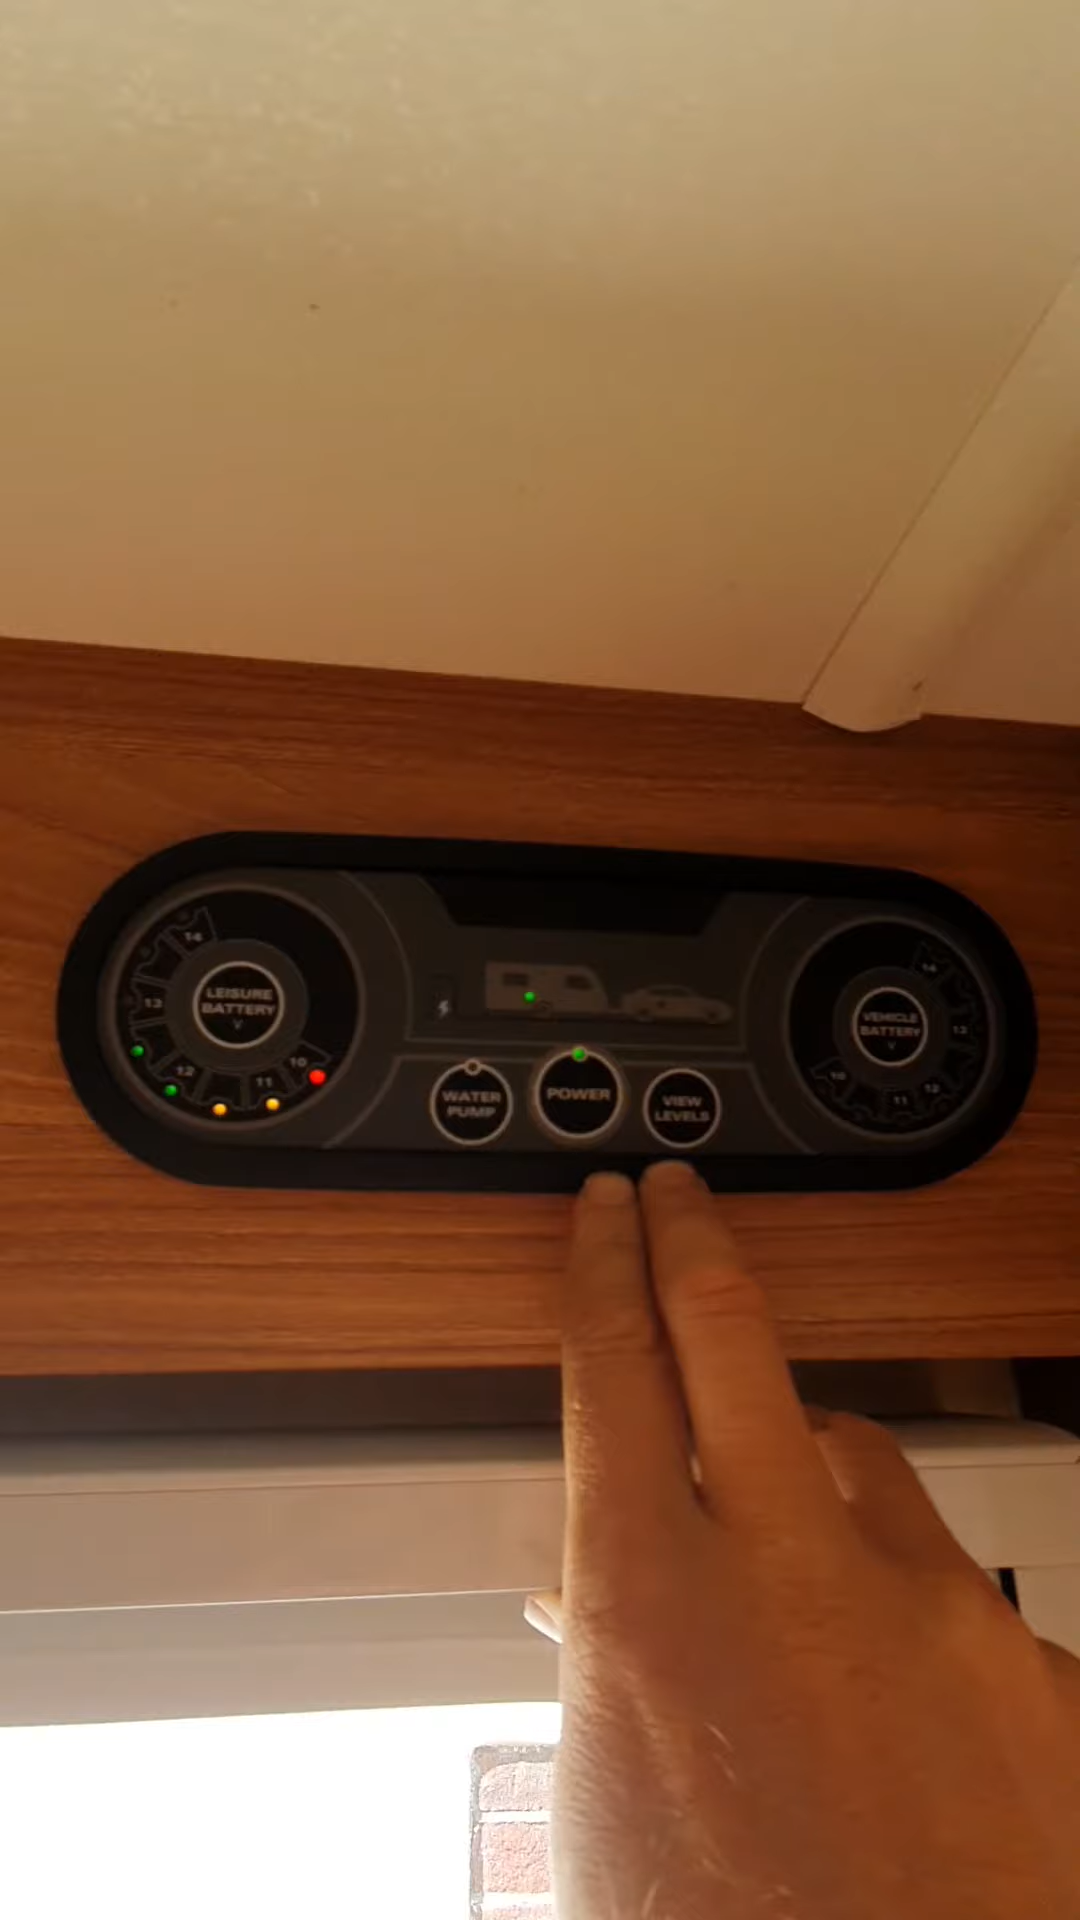 14
13
12
11
10
LEISURE
BATTERY
V
WATER
PUMP
POWER
VIEW
LEVELS
VEHICLE
BATTERY
V
14
13
12
11
10